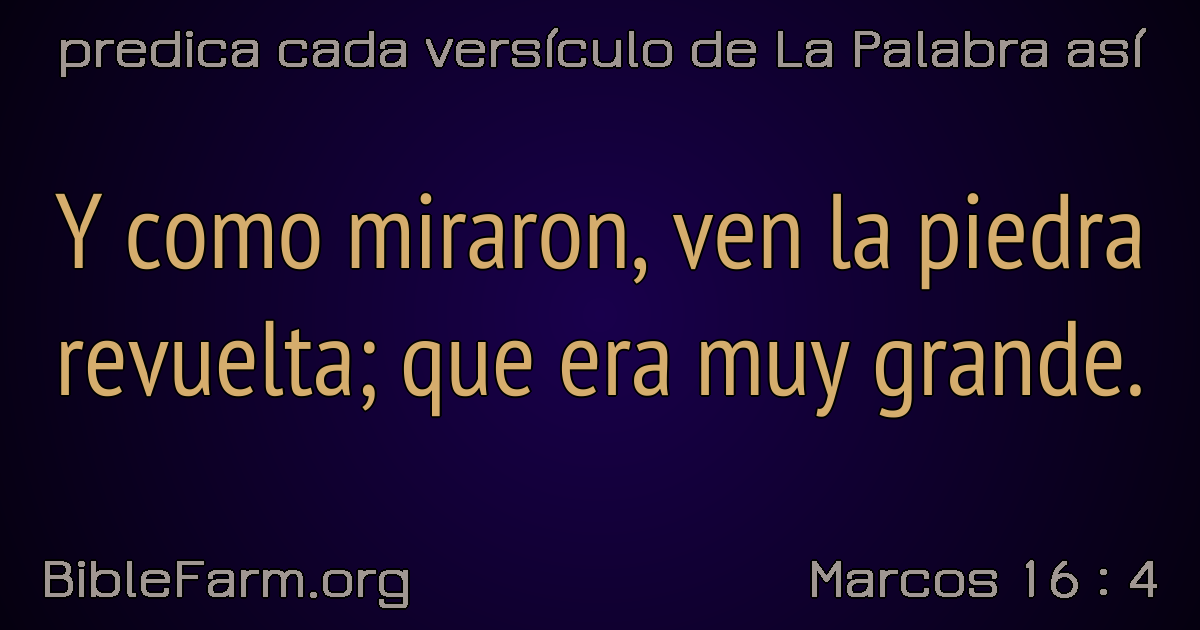 predica cada versículo de La Palabra así
Y como miraron, ven la piedra
revuelta; que era muy grande.
BibleFarm.org
Marcos 16 : 4